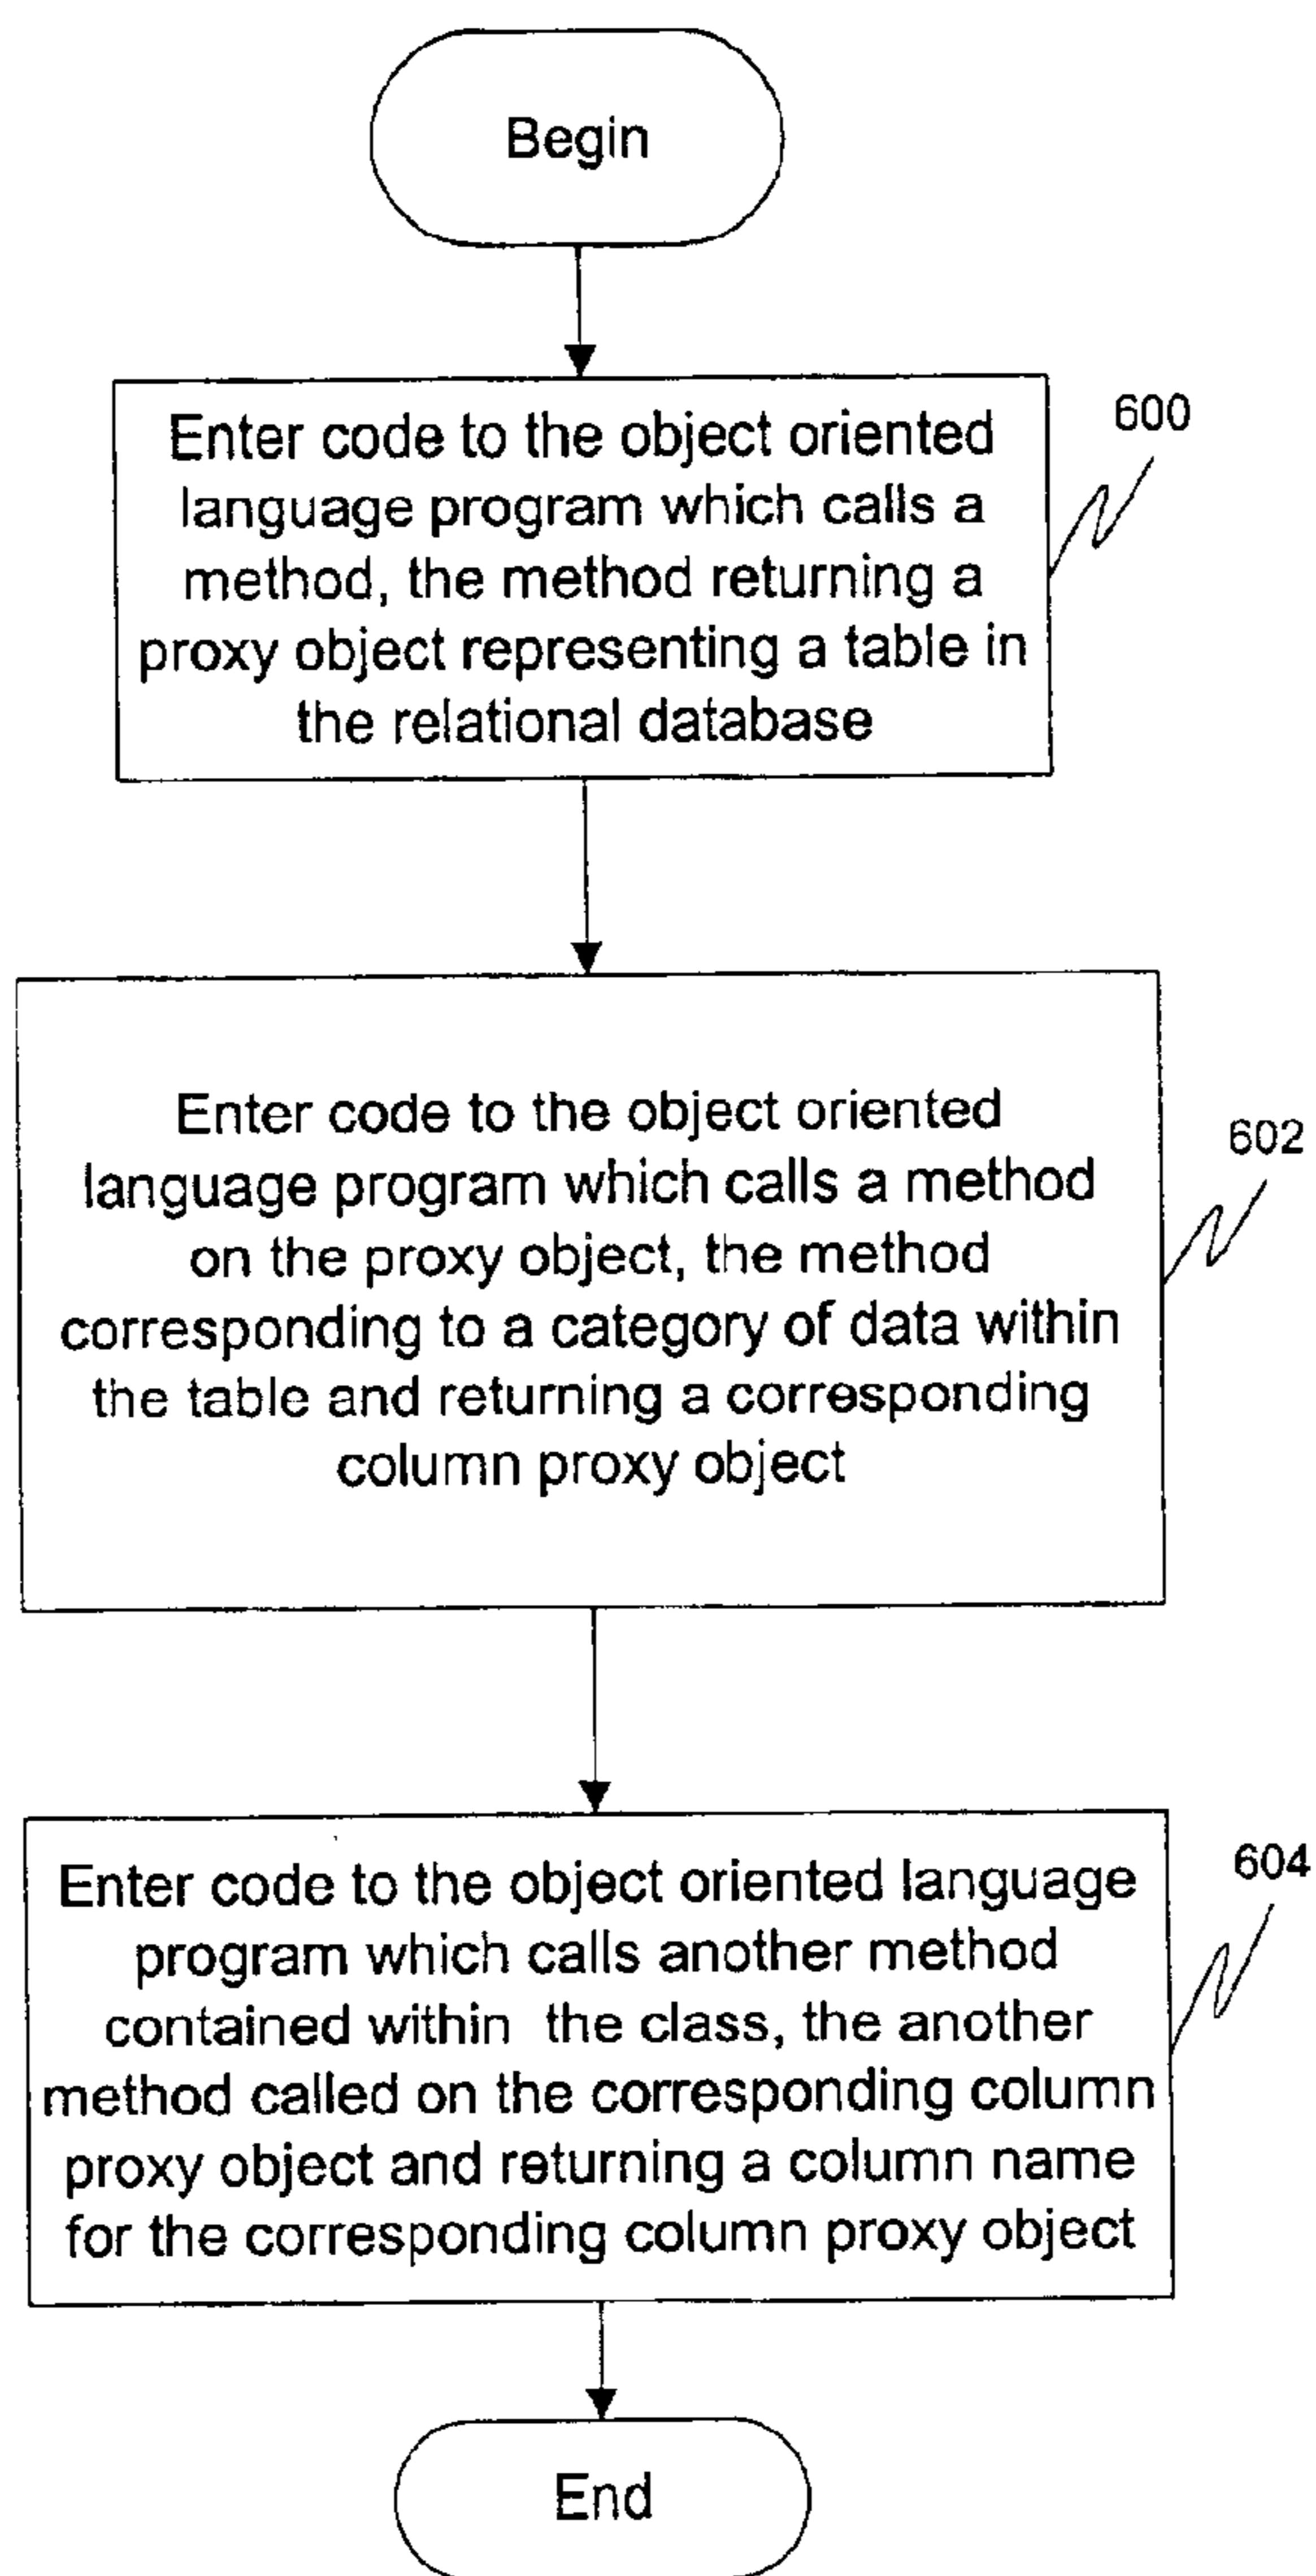 Begin
600
Enter code to the object oriented
language program which calls a
method, the method returning a
proxy object representing a table in
the relational database
602
Enter code to the object oriented
language program which calls a method
on the proxy object, the method
corresponding to a category of data within
the table and returning a corresponding
column proxy object
604
Enter code to the object oriented language
program which calls another method
contained within the class, the another
method called on the corresponding column
proxy object and returning a column name
for the corresponding column proxy object
End